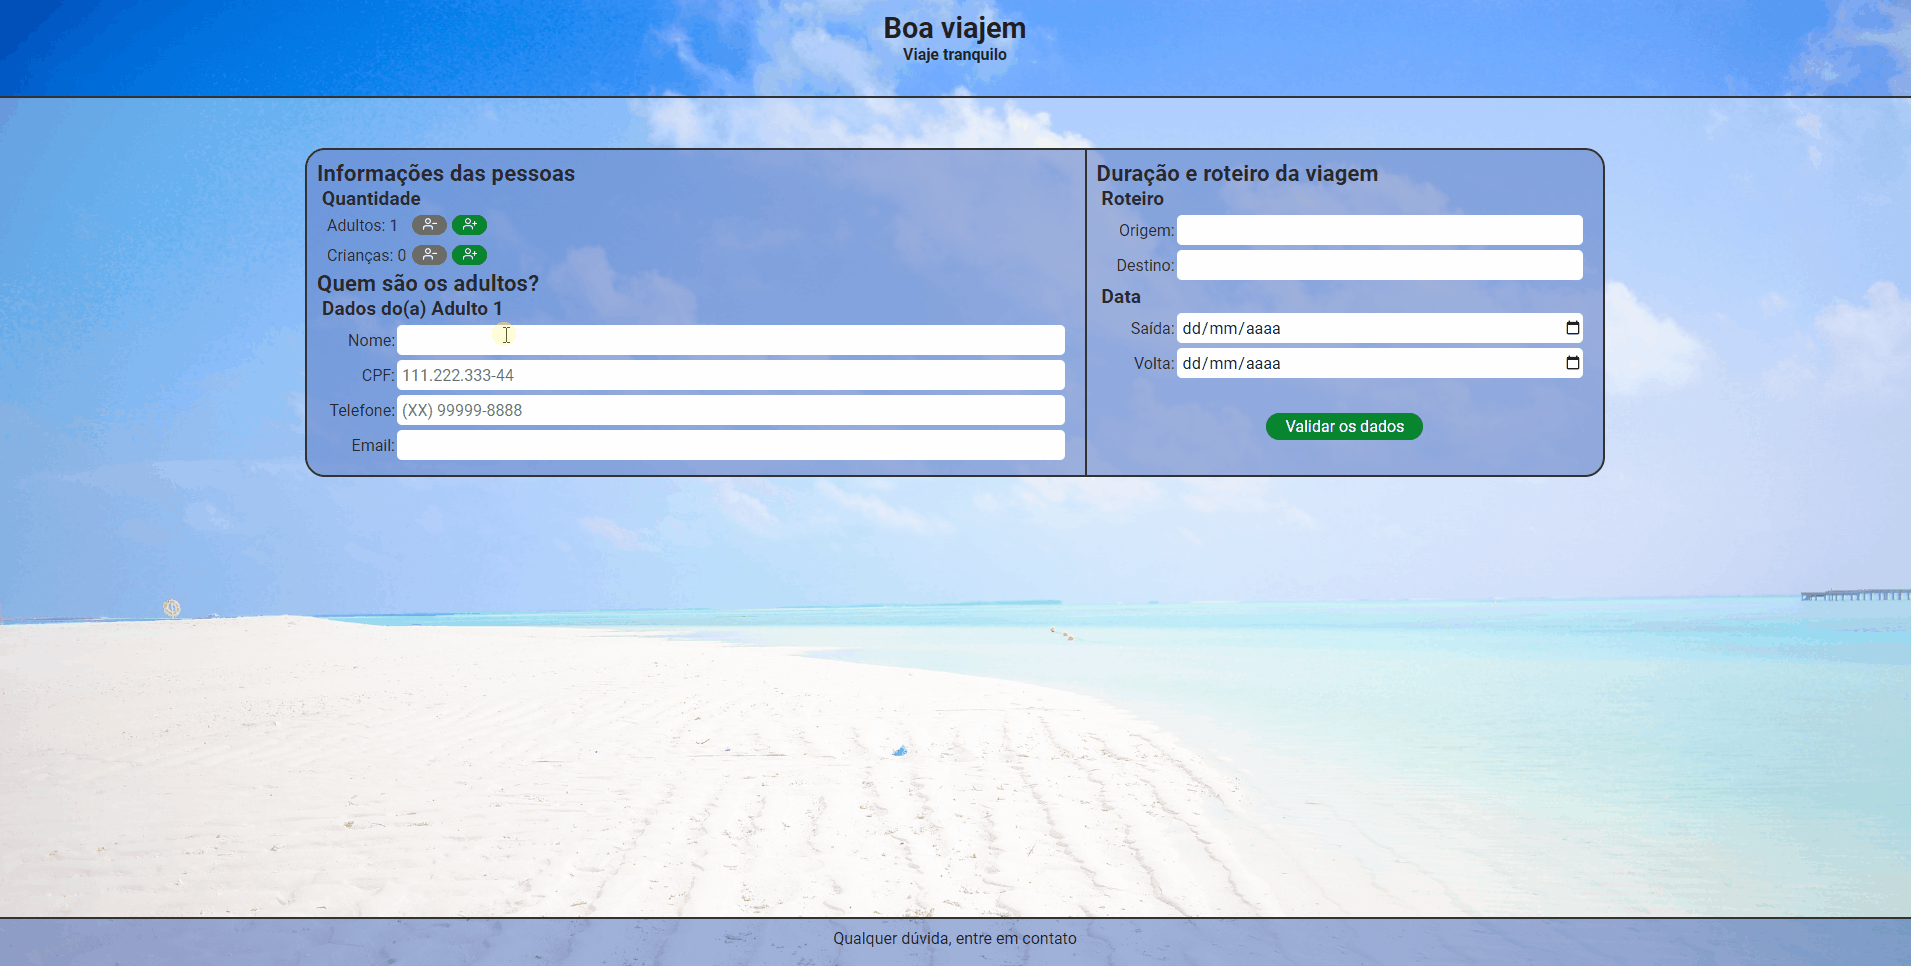 Boa viajem
Viaje tranquilo
Informações das pessoas
Quantidade
Adultos: 1
Crianças: 0
Quem são os adultos?
Dados do(a) Adulto 1
Nome:
CPF: 111.222.333-44
Telefone: (XX) 99999-8888
Email:
Duração e roteiro da viagem
Roteiro
Origem:
Destino:
Data
Saída: dd/mm/aaaa
Volta: dd/mm/aaaa
Validar os dados
Qualquer dúvida, entre em contato